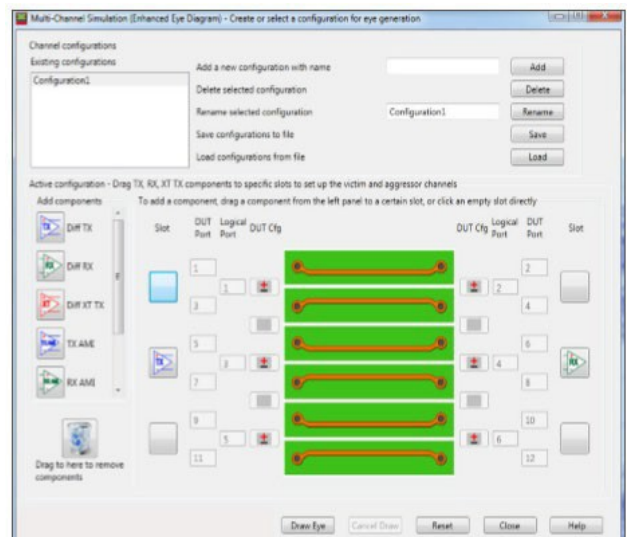 Multi-Channel Simulation (Enhanced Eye Diagram) - Create or select a configuration for eye generation
Channel configurations
Existing configurations
Configuration1
Add a new configuration with name
Add
Delete selected configuration
Delete
Rename selected configuration
Configuration1
Rename
Save configurations to file
Save
Load configurations from file
Load
Active configuration - Drag TX, RX, XT TX components to specific slots to set up the victim and aggressor channels
Add components
To add a component, drag a component from the left panel to a certain slot, or click an empty slot directly
TX Diff TX
RX Diff RX
XT Diff XT TX
TX AMI
RX AMI
Drag to here to remove
components
Slot
DUT
Port
Logical
Port
DUT Cfg
DUT Cfg
Logical
Port
DUT
Port
Slot
1
2
1
±
±
2
3
4
5
6
TX
3
±
±
4
RX
7
8
9
10
5
±
±
6
11
12
Draw Eye
Cancel Draw
Reset
Close
Help